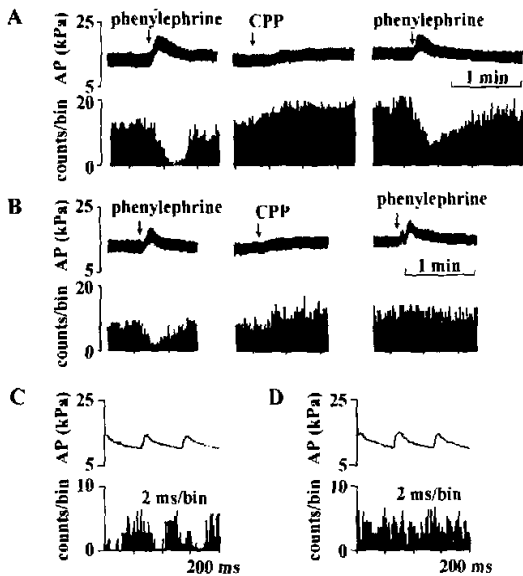 A
25
phenylephrine
CPP
phenylephrine
AP (kPa)
5
1 min
20
counts/bin
0
B
25
phenylephrine
CPP
phenylephrine
AP (kPa)
5
1 min
20
counts/bin
0
C
25
AP (kPa)
5
10
2 ms/bin
counts/bin
0
200 ms
D
25
AP (kPa)
5
10
2 ms/bin
counts/bin
0
200 ms